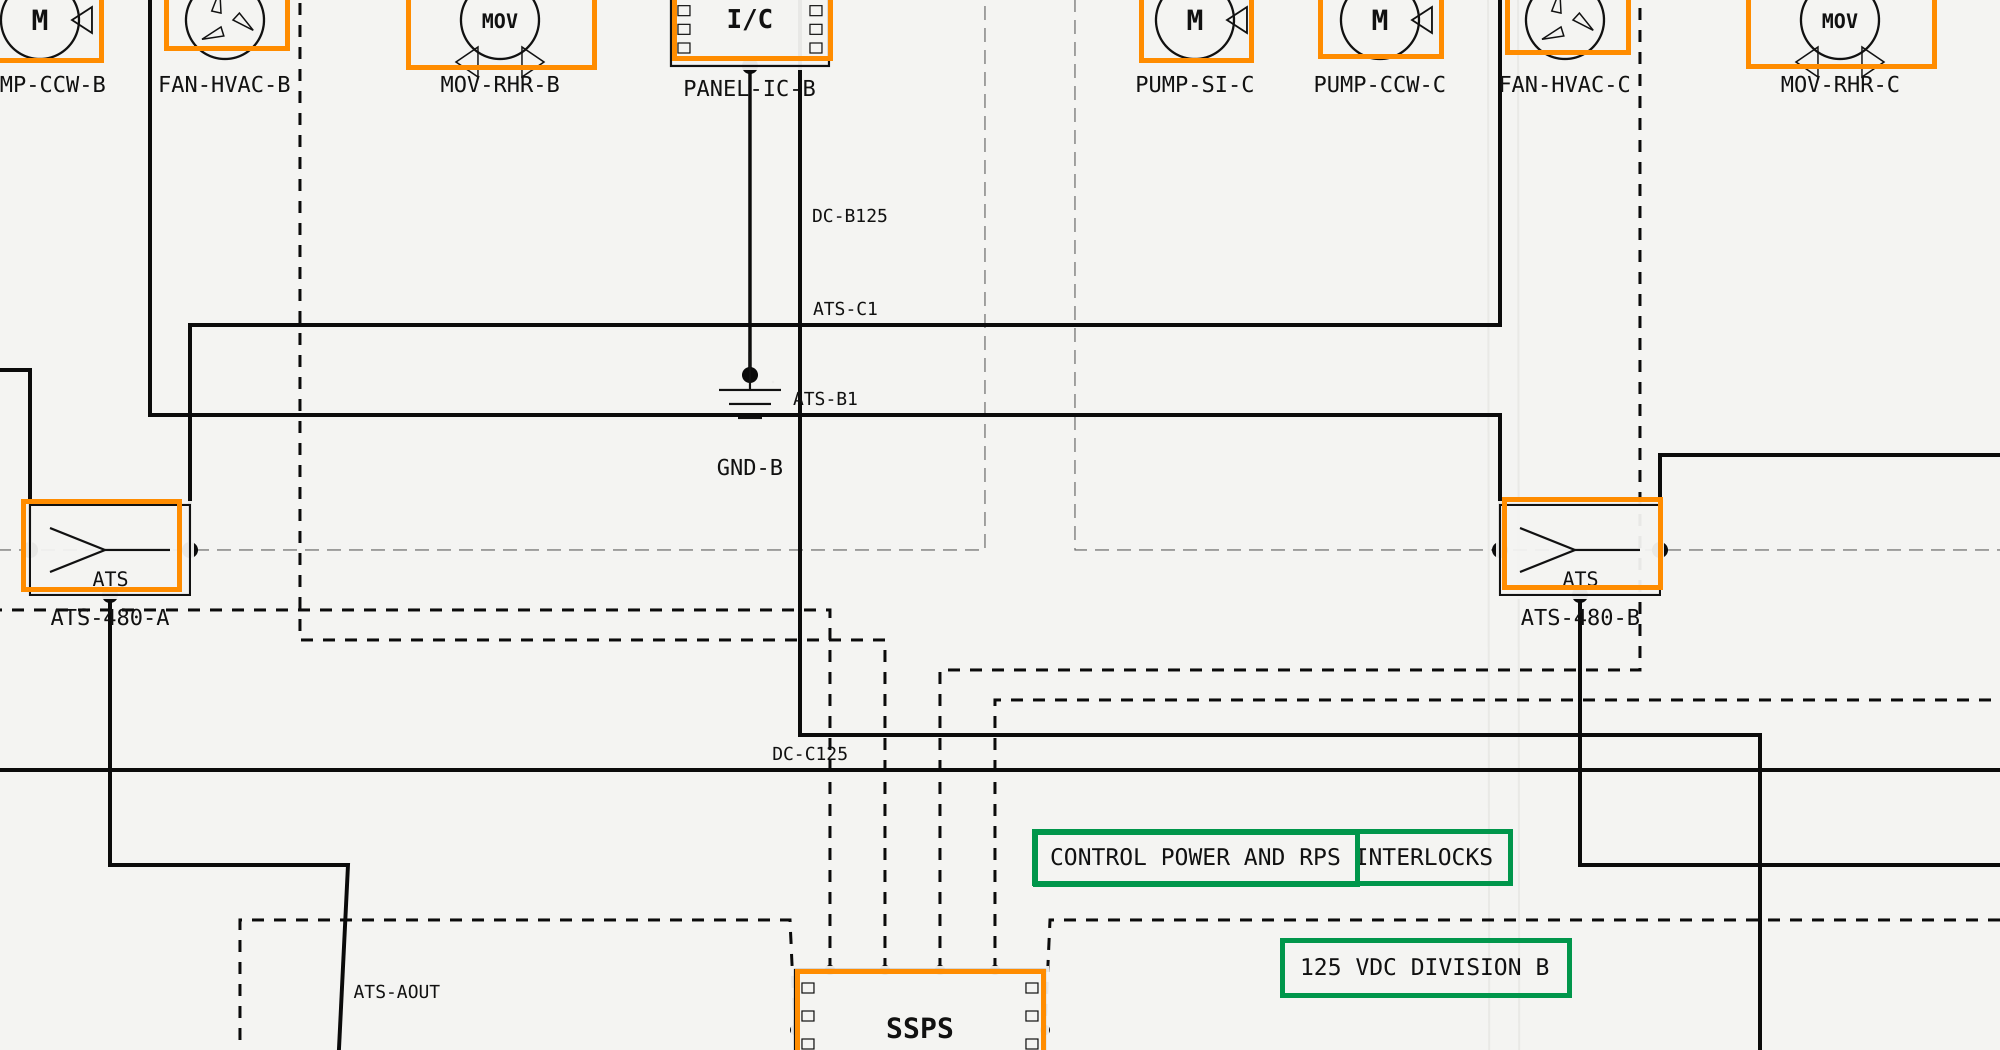 M
MOV
I/C
M
M
MOV
MP-CCW-B
FAN-HVAC-B
MOV-RHR-B
PANEL-IC-B
PUMP-SI-C
PUMP-CCW-C
FAN-HVAC-C
MOV-RHR-C
DC-B125
ATS-C1
ATS-B1
GND-B
ATS
ATS-480-A
ATS
ATS-480-B
DC-C125
CONTROL POWER AND RPS INTERLOCKS
125 VDC DIVISION B
ATS-AOUT
SSPS